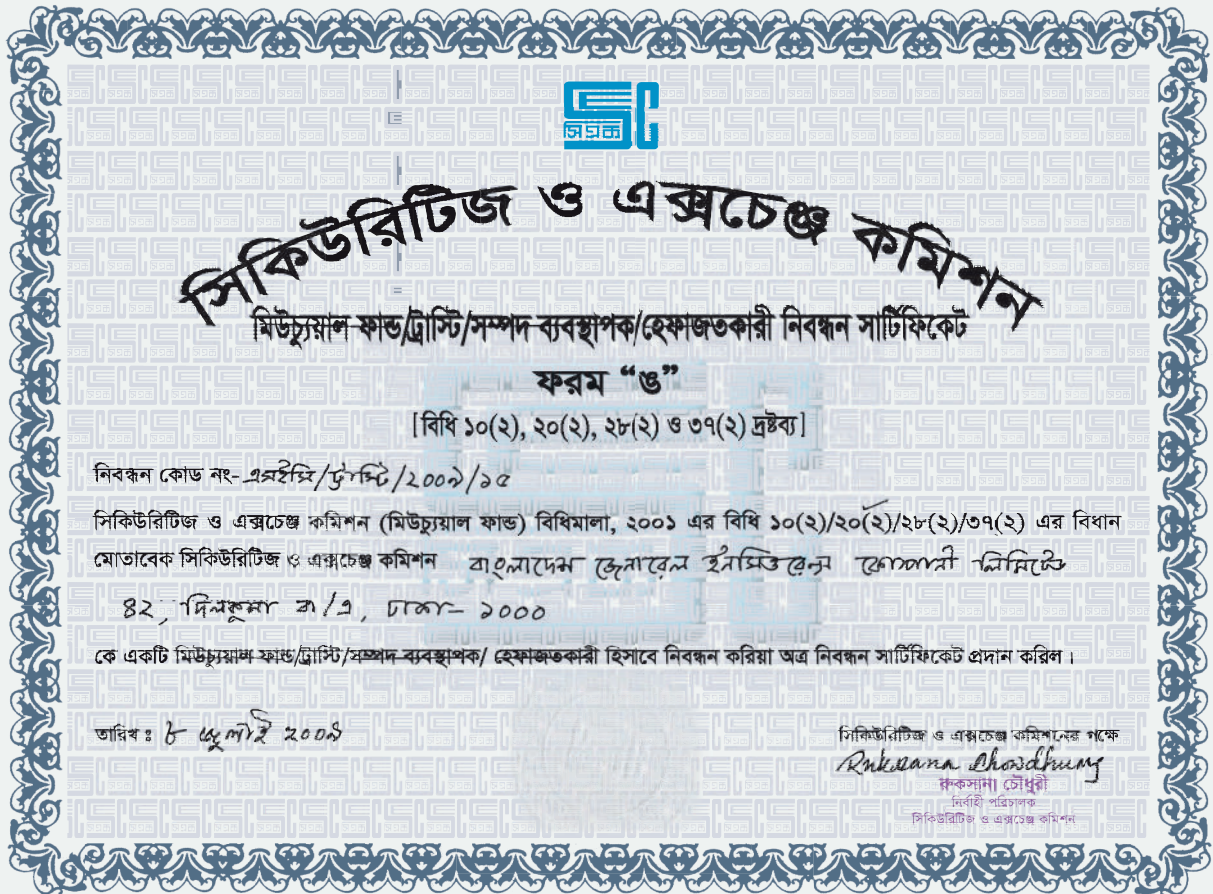 সিএক
সিকিউরিটিজ ও এক্সচেঞ্জ কমিশন
মিউচ্যুয়াল ফান্ড/ট্রাস্টি/সম্পদ ব্যবস্থাপক/হেফাজতকারী নিবন্ধন সার্টিফিকেট
ফরম “ঙ”
[বিধি ১০(২), ২০(২), ২৮(২) ও ৩৭(২) দ্রষ্টব্য]
নিবন্ধন কোড নং- এসইসি/ট্রাস্টি/২০০৯/১৫
সিকিউরিটিজ ও এক্সচেঞ্জ কমিশন (মিউচ্যুয়াল ফান্ড) বিধিমালা, ২০০১ এর বিধি ১০(২)/২০(২)/২৮(২)/৩৭(২) এর বিধান
মোতাবেক সিকিউরিটিজ ও এক্সচেঞ্জ কমিশন বাংলাদেশ জেনারেল ইনসিওরেন্স কোম্পানী লিমিটেড
৪২, দিলকুশা বা/এ, ঢাকা- ১০০০
কে একটি মিউচ্যুয়াল ফান্ড/ট্রাস্টি/সম্পদ ব্যবস্থাপক/ হেফাজতকারী হিসাবে নিবন্ধন করিয়া অত্র নিবন্ধন সার্টিফিকেট প্রদান করিল।
তারিখ: ৮ জুলাই ২০০৯
সিকিউরিটিজ ও এক্সচেঞ্জ কমিশনের পক্ষে
Ruksana Chowdhury
রুকসানা চৌধুরী
নির্বাহী পরিচালক
সিকিউরিটিজ ও এক্সচেঞ্জ কমিশন